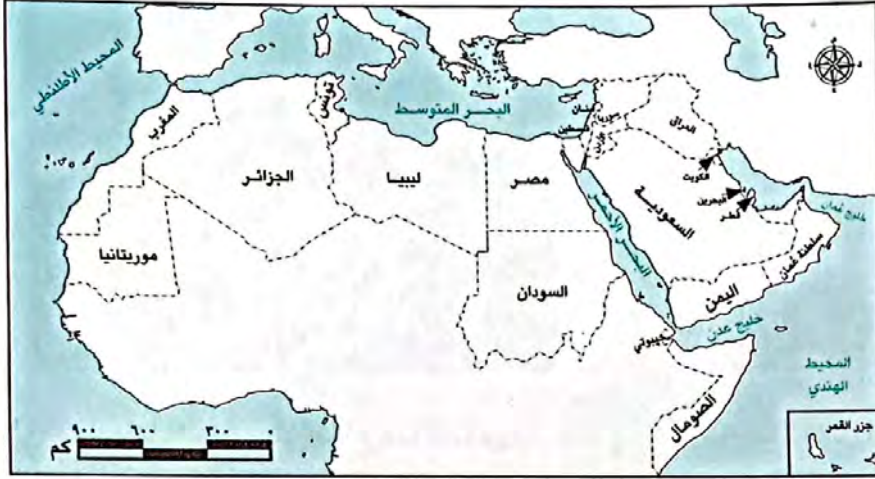 المحيط الأطلنطي
البحر المتوسط
المغرب
تونس
الجزائر
ليبيا
مصر
موريتانيا
السودان
لبنان
سوريا
فلسطين
العراق
الكويت
البحرين
قطر
السعودية
البحر الأحمر
خليج عمان
سلطنة عمان
اليمن
خليج عدن
جيبوتي
الصومال
المحيط
الهندي
جزر القمر
٩٠٠ ٦٠٠ ٣٠٠ ٠
كم